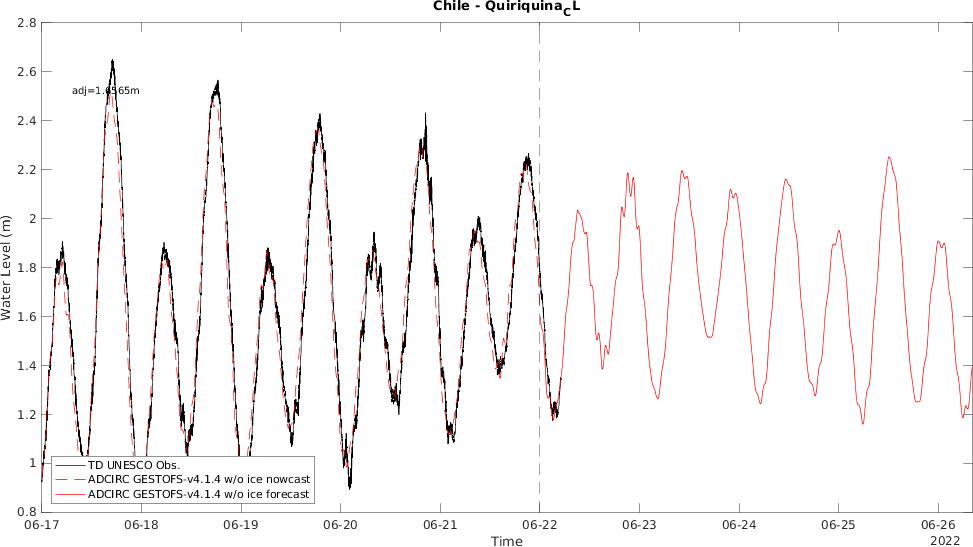 Chile - Quiriquina_CL
2.8
2.6
2.4
2.2
2
1.8
1.6
1.4
1.2
1
0.8
Water Level (m)
adj=1.6565m
TD UNESCO Obs.
ADCIRC GESTOFS-v4.1.4 w/o ice nowcast
ADCIRC GESTOFS-v4.1.4 w/o ice forecast
06-17 06-18 06-19 06-20 06-21 06-22 06-23 06-24 06-25 06-26
Time 2022